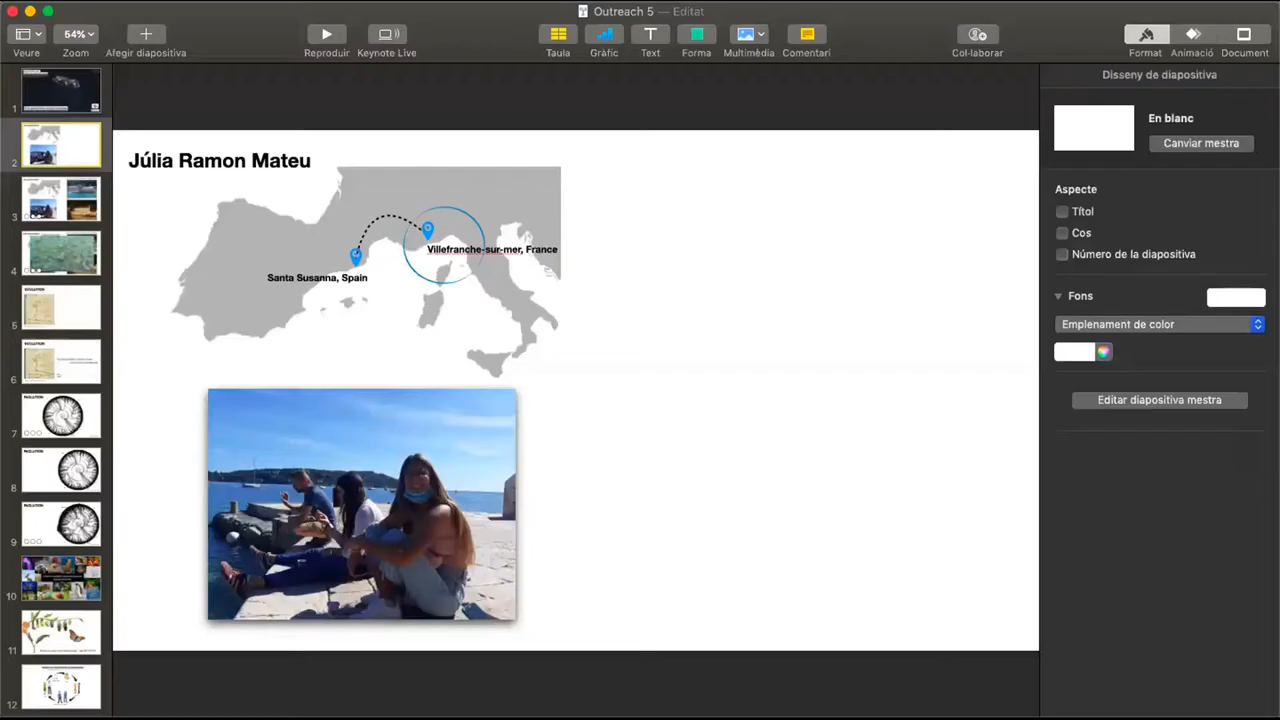 Outreach 5 — Editat
54%
Veure
Zoom
Afegir diapositiva
Reproduir
Keynote Live
Taula
Gràfic
Text
Forma
Multimèdia
Comentari
Col·laborar
Format
Animació
Document
Disseny de diapositiva
En blanc
Canviar mestra
Aspecte
Títol
Cos
Número de la diapositiva
Fons
Emplenament de color
Editar diapositiva mestra
1
2
3
4
5
6
7
8
9
10
11
12
Júlia Ramon Mateu
Villefranche-sur-mer, France
Santa Susanna, Spain